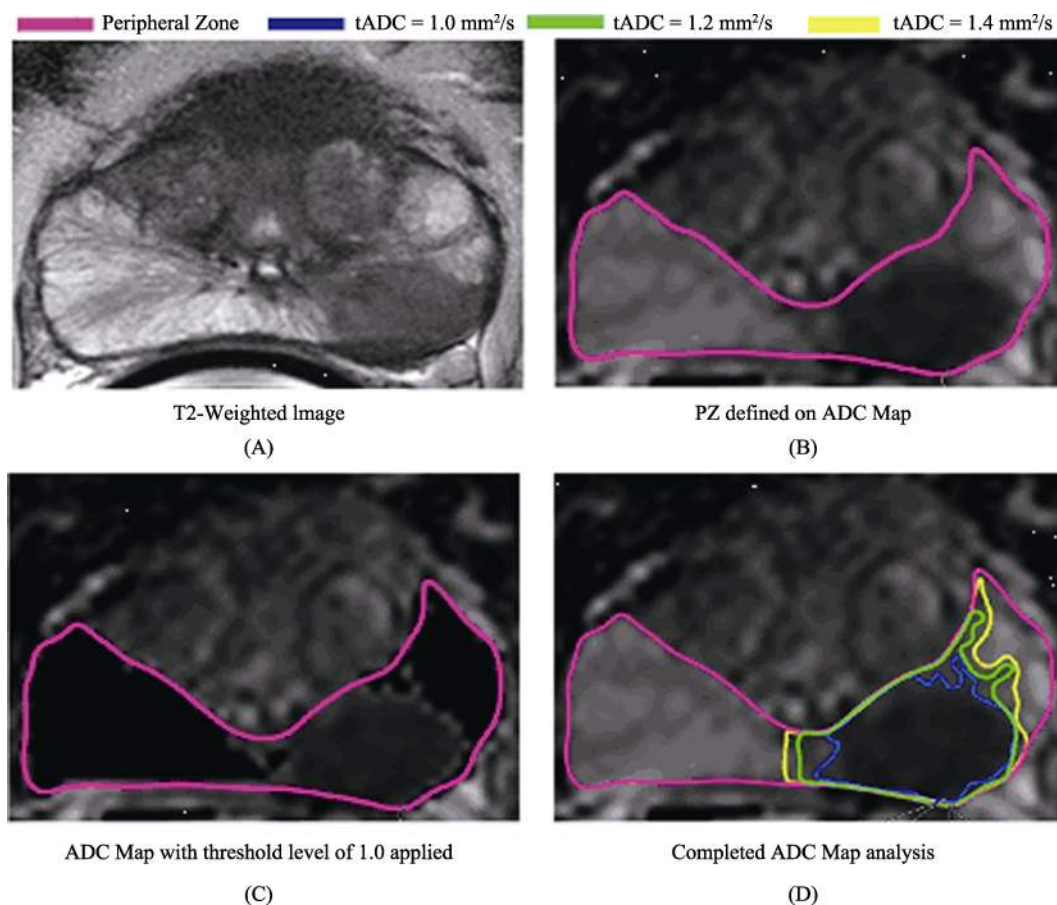 Peripheral Zone tADC = 1.0 mm²/s tADC = 1.2 mm²/s tADC = 1.4 mm²/s
T2-Weighted lmage
PZ defined on ADC Map
(A)
(B)
ADC Map with threshold level of 1.0 applied
Completed ADC Map analysis
(C)
(D)